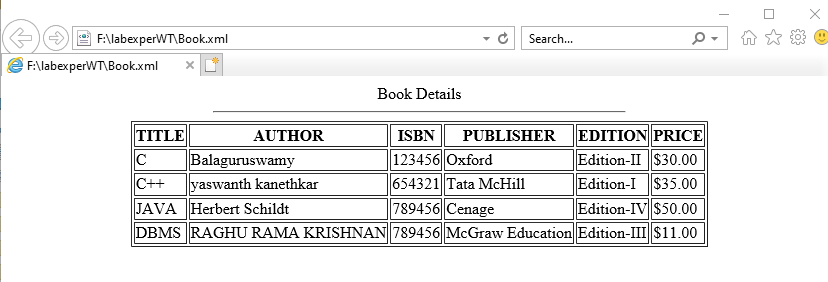 F:\labexperWT\Book.xml Search...
F:\labexperWT\Book.xml
Book Details
TITLE AUTHOR ISBN PUBLISHER EDITION PRICE
C Balaguruswamy 123456 Oxford Edition-II $30.00
C++ yaswanth kanethkar 654321 Tata McHill Edition-I $35.00
JAVA Herbert Schildt 789456 Cenage Edition-IV $50.00
DBMS RAGHU RAMA KRISHNAN 789456 McGraw Education Edition-III $11.00